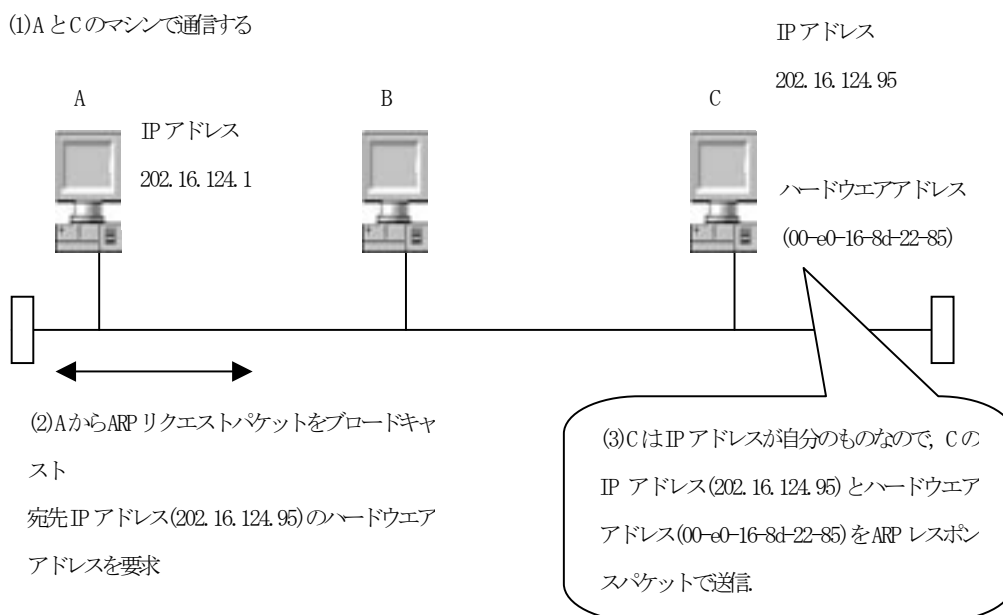 (1)AとCのマシンで通信する
IPアドレス
202.16.124.95
A
B
C
IPアドレス
202.16.124.1
ハードウエアアドレス
(00-e0-16-8d-22-85)
(2)AからARPリクエストパケットをブロードキャ
スト
宛先IPアドレス(202.16.124.95)のハードウエア
アドレスを要求
(3)CはIPアドレスが自分のものなので, Cの
IP アドレス(202.16.124.95)とハードウエア
アドレス(00-e0-16-8d-22-85)をARPレスポン
スパケットで送信.